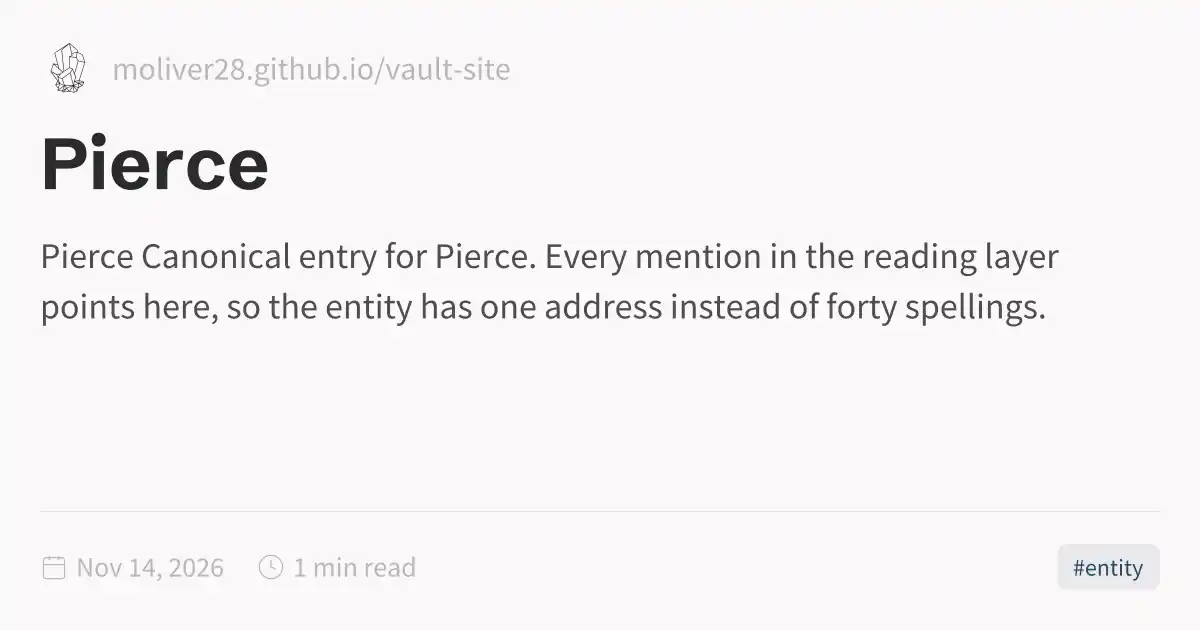 moliver28.github.io/vault-site
Pierce
Pierce Canonical entry for Pierce. Every mention in the reading layer
points here, so the entity has one address instead of forty spellings.
Nov 14, 2026 1 min read
#entity